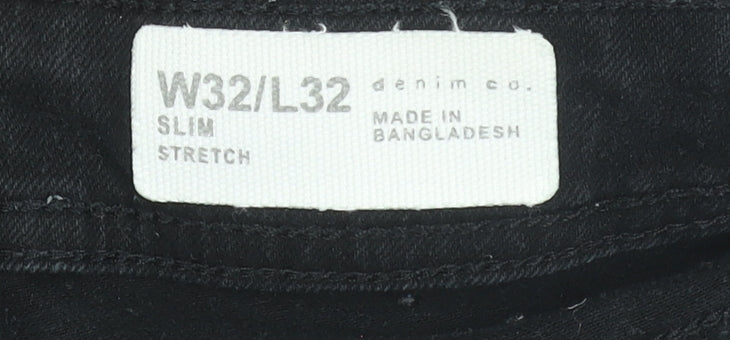 W32/L32
SLIM
STRETCH
denim co.
MADE IN
BANGLADESH